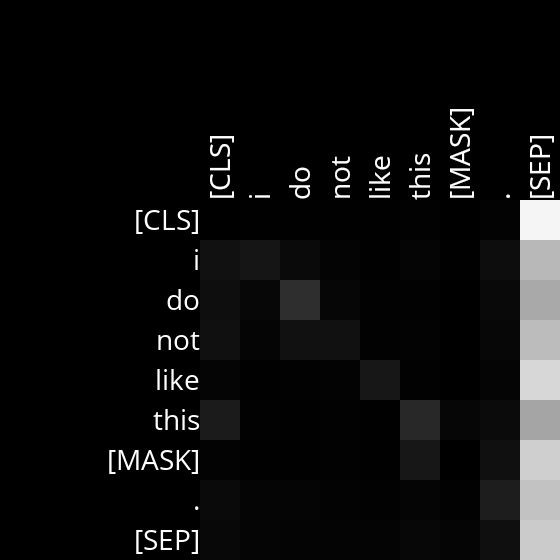 [CLS] i do not like this [MASK] . [SEP]
[CLS]
i
do
not
like
this
[MASK]
.
[SEP]